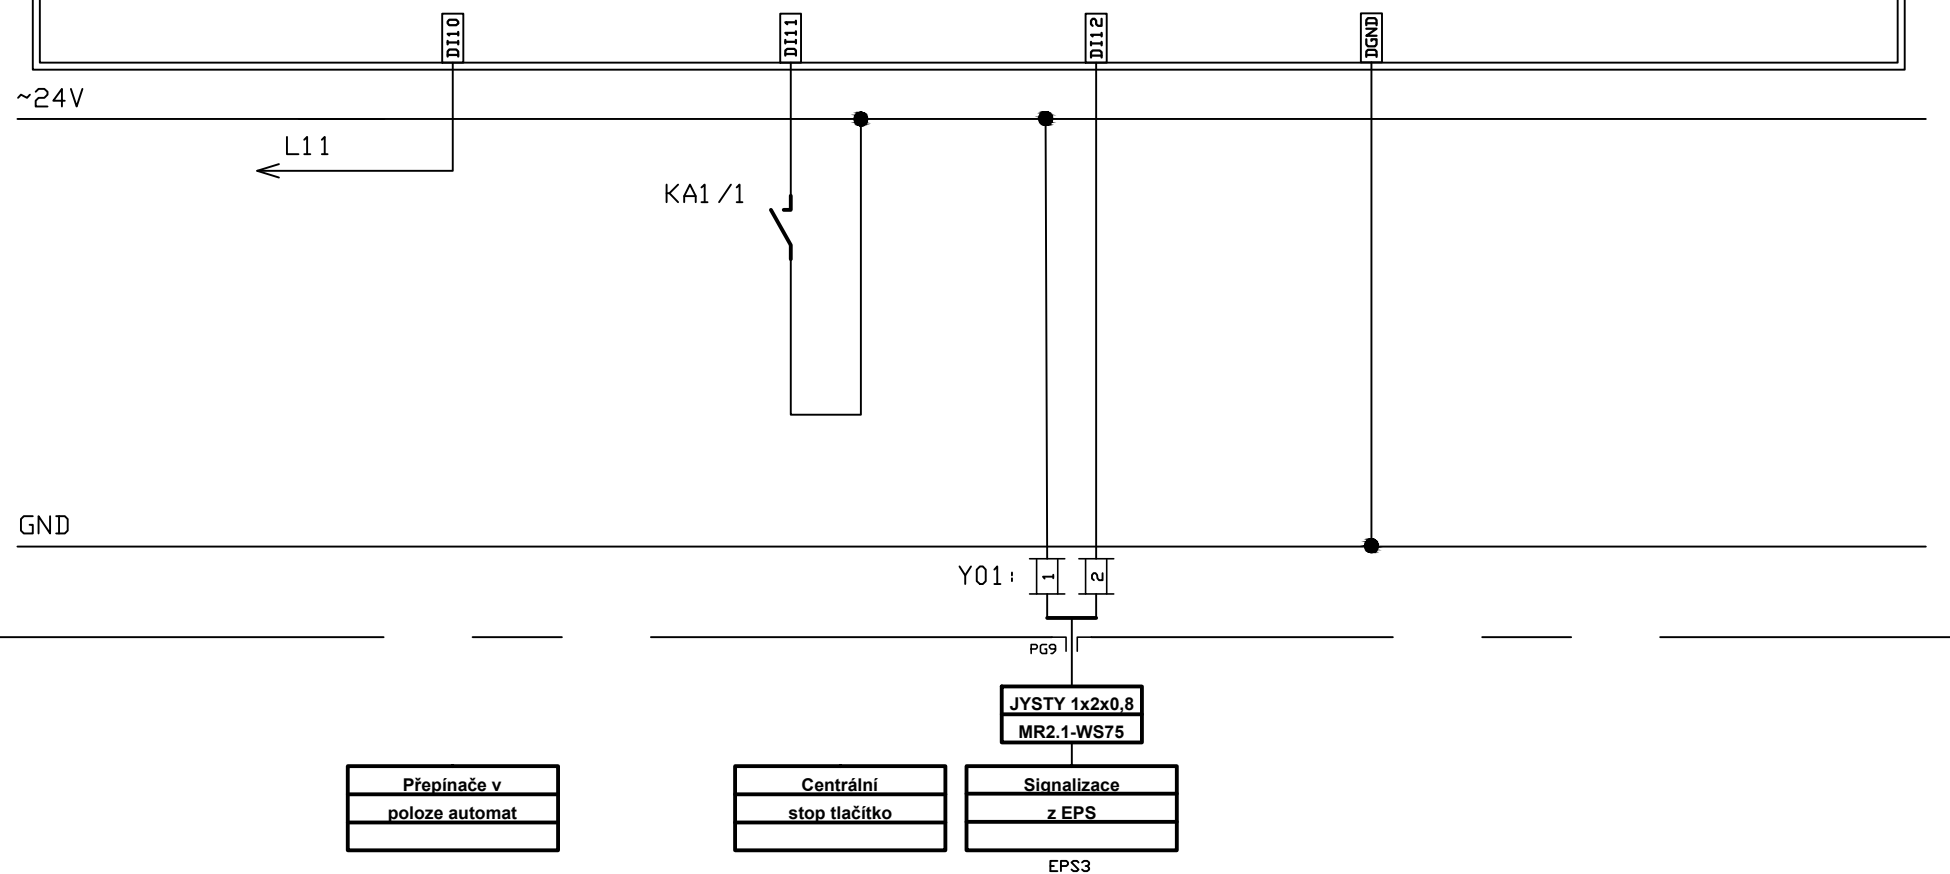 DI10
DI11
DI12
DGND
~24V
L11
KA1/1
GND
Y01:
1
2
PG9
JYSTY 1x2x0,8
MR2.1-WS75
Přepínače v
poloze automat
Centrální
stop tlačítko
Signalizace
z EPS
EPS3